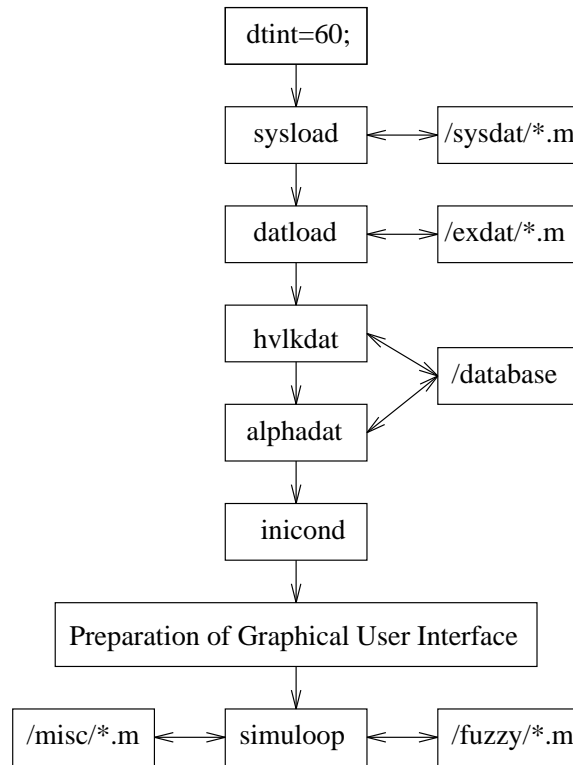 dtint=60;
sysload
/sysdat/*.m
datload
/exdat/*.m
hvlkdat
/database
alphadat
inicond
Preparation of Graphical User Interface
/misc/*.m
simuloop
/fuzzy/*.m